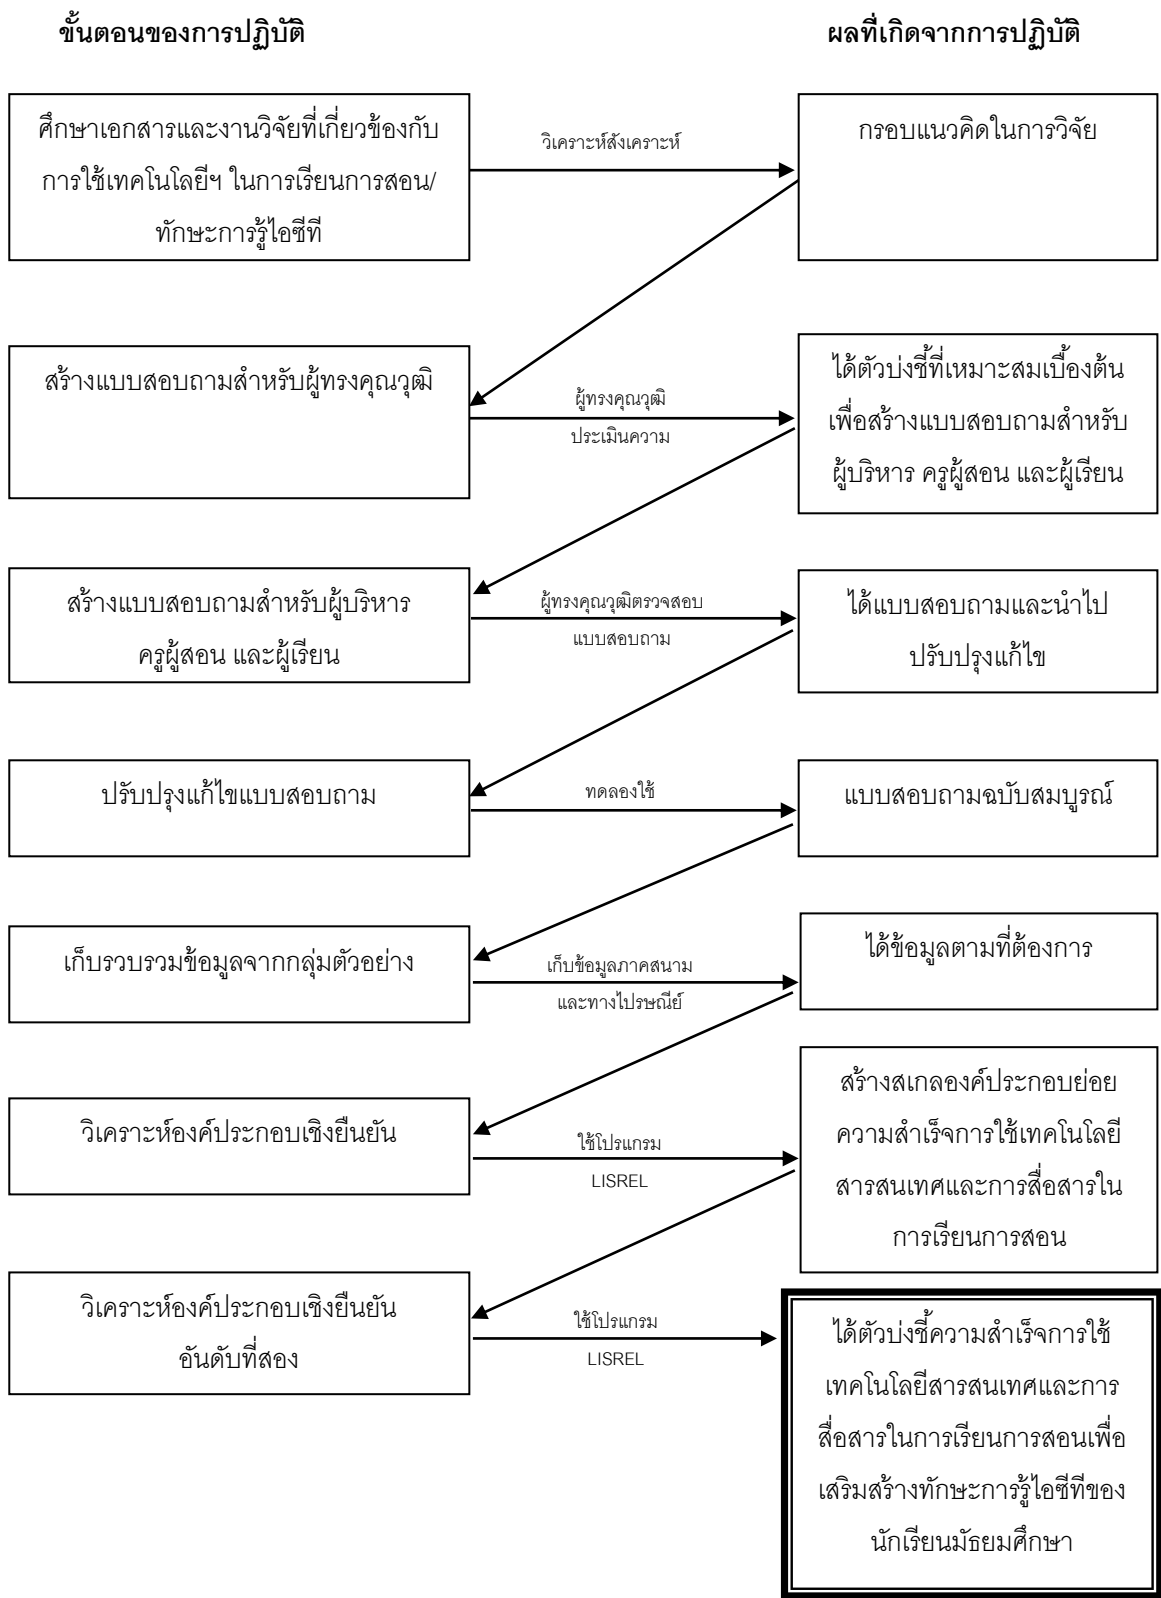 ขั้นตอนของการปฏิบัติ
ผลที่เกิดจากการปฏิบัติ
ศึกษาเอกสารและงานวิจัยที่เกี่ยวข้องกับ
การใช้เทคโนโลยีฯ ในการเรียนการสอน/
ทักษะการรู้ไอซีที
วิเคราะห์สังเคราะห์
กรอบแนวคิดในการวิจัย
สร้างแบบสอบถามสำหรับผู้ทรงคุณวุฒิ
ผู้ทรงคุณวุฒิ
ประเมินความ
ได้ตัวบ่งชี้ที่เหมาะสมเบื้องต้น
เพื่อสร้างแบบสอบถามสำหรับ
ผู้บริหาร ครูผู้สอน และผู้เรียน
สร้างแบบสอบถามสำหรับผู้บริหาร
ครูผู้สอน และผู้เรียน
ผู้ทรงคุณวุฒิตรวจสอบ
แบบสอบถาม
ได้แบบสอบถามและนำไป
ปรับปรุงแก้ไข
ปรับปรุงแก้ไขแบบสอบถาม
ทดลองใช้
แบบสอบถามฉบับสมบูรณ์
เก็บรวบรวมข้อมูลจากกลุ่มตัวอย่าง
เก็บข้อมูลภาคสนาม
และทางไปรษณีย์
ได้ข้อมูลตามที่ต้องการ
วิเคราะห์องค์ประกอบเชิงยืนยัน
ใช้โปรแกรม
LISREL
สร้างสเกลองค์ประกอบย่อย
ความสำเร็จการใช้เทคโนโลยี
สารสนเทศและการสื่อสารใน
การเรียนการสอน
วิเคราะห์องค์ประกอบเชิงยืนยัน
อันดับที่สอง
ใช้โปรแกรม
LISREL
ได้ตัวบ่งชี้ความสำเร็จการใช้
เทคโนโลยีสารสนเทศและการ
สื่อสารในการเรียนการสอนเพื่อ
เสริมสร้างทักษะการรู้ไอซีทีของ
นักเรียนมัธยมศึกษา